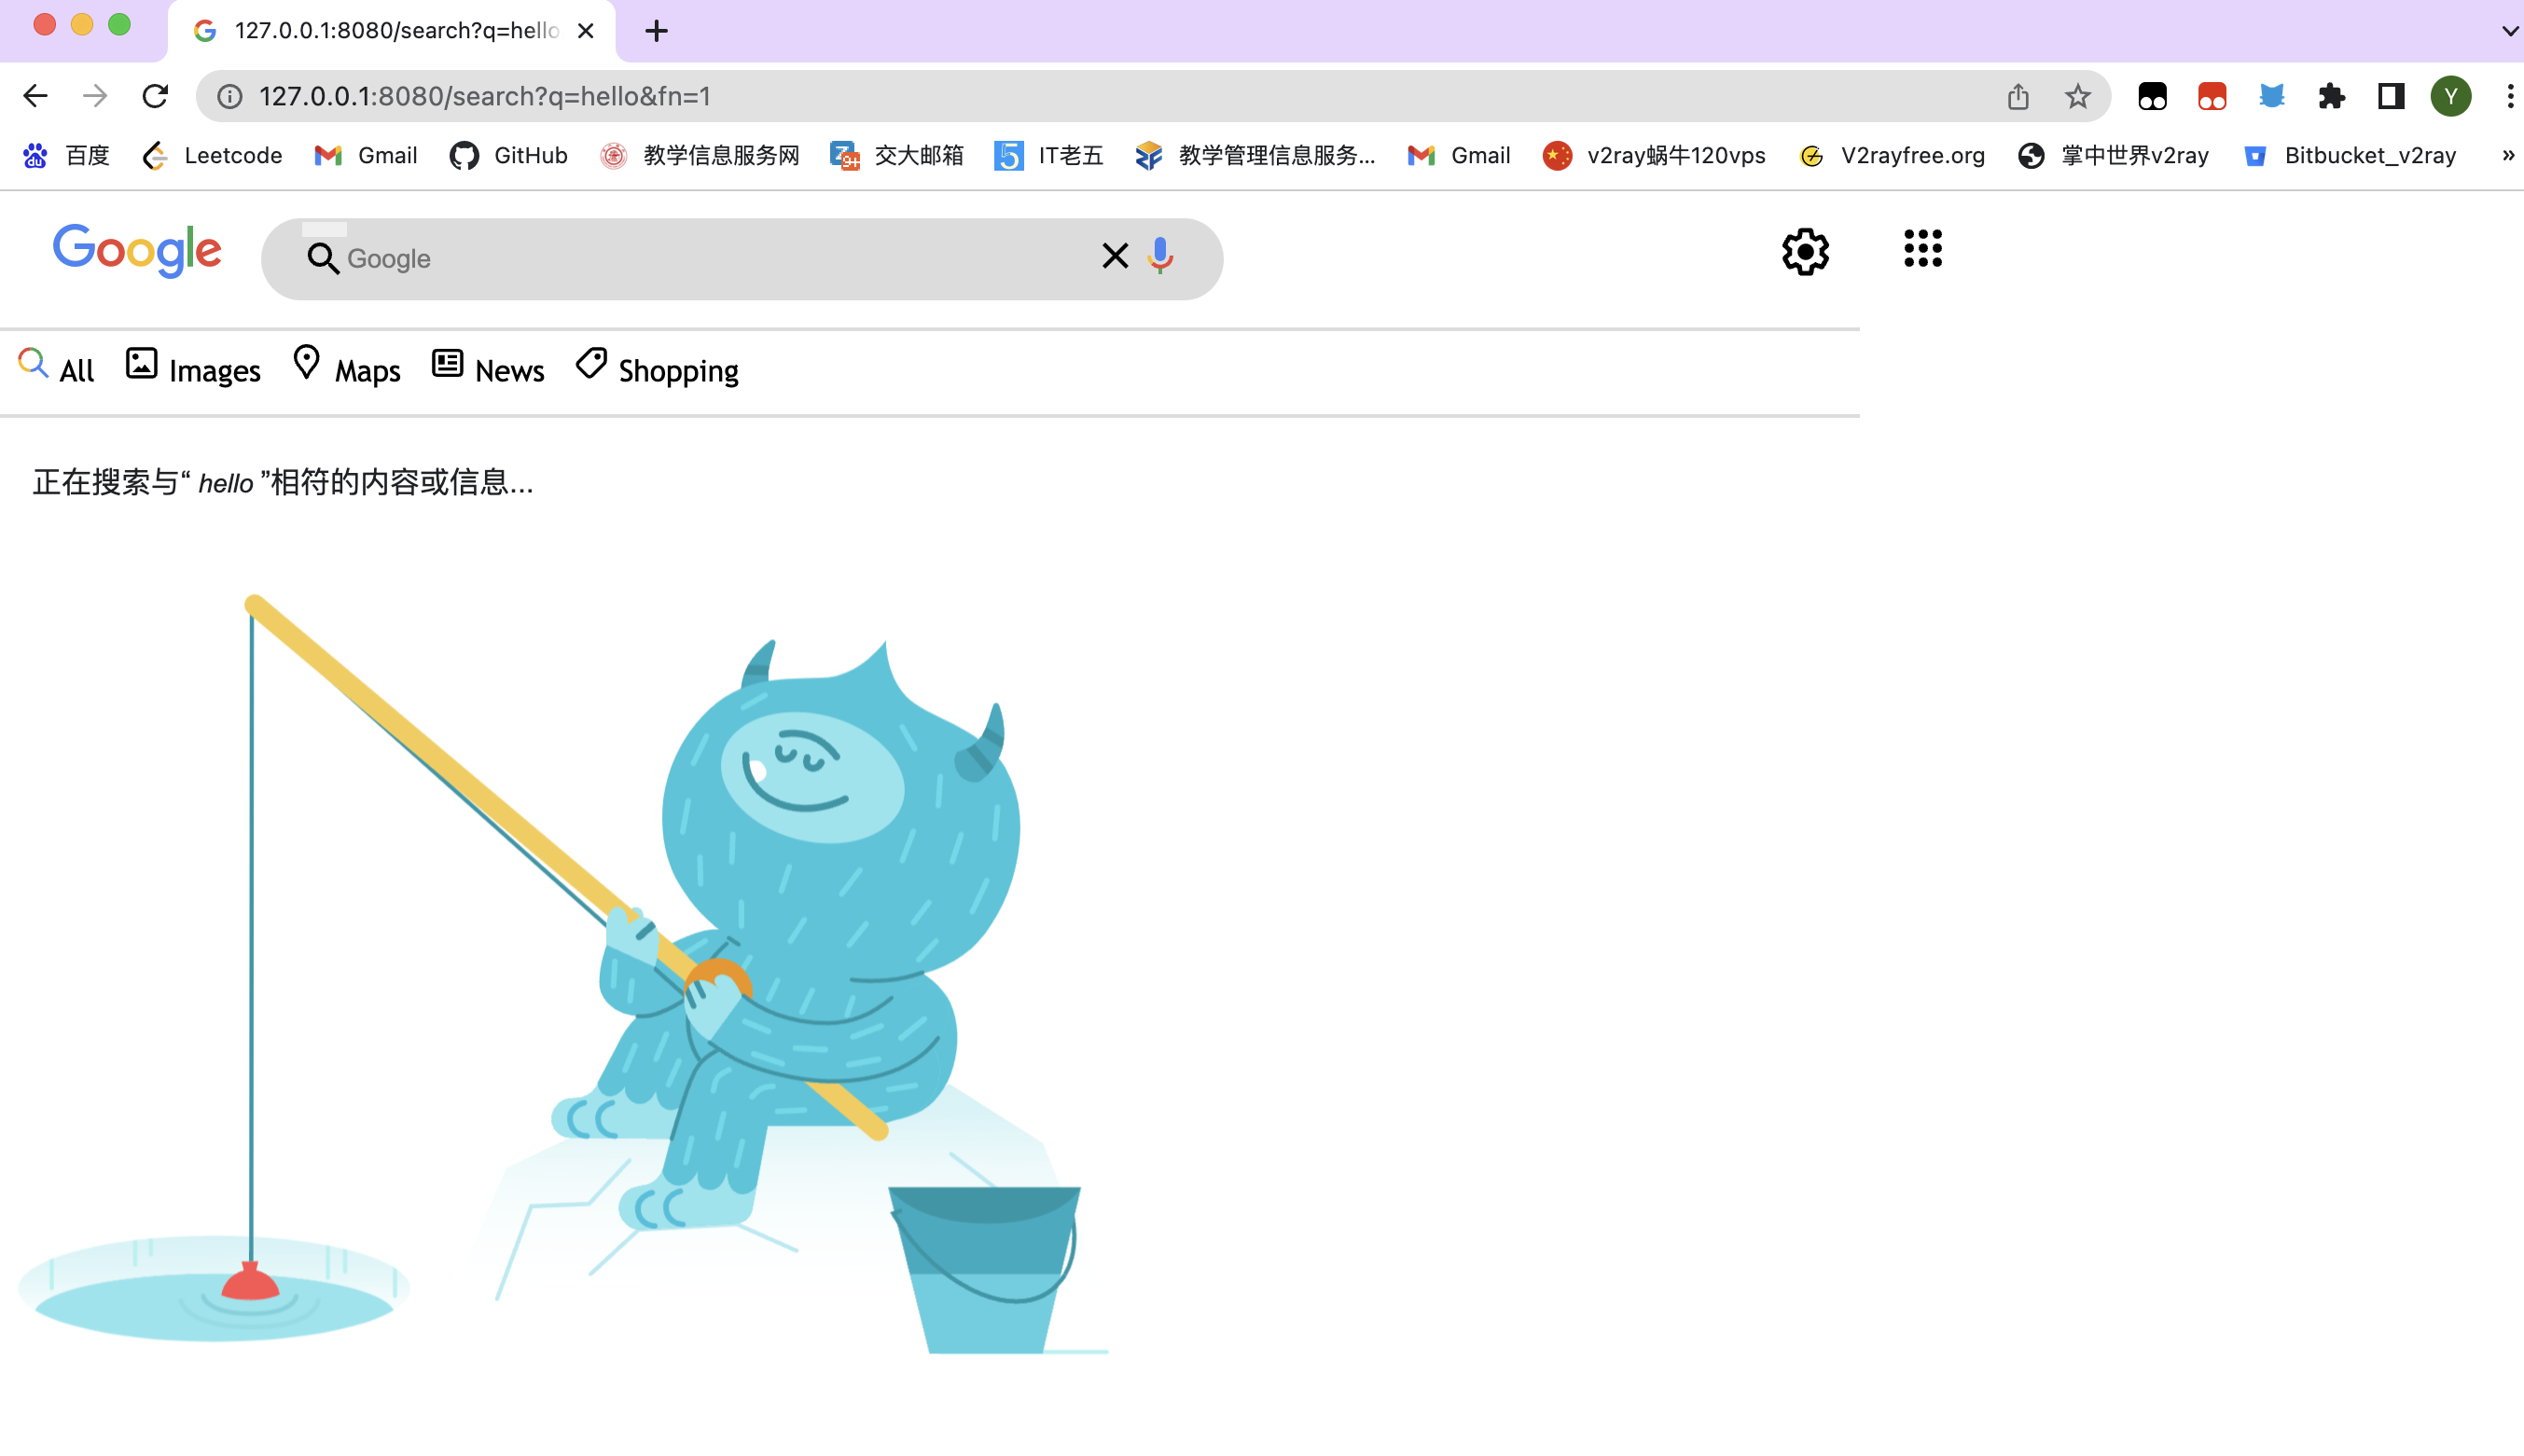 127.0.0.1:8080/search?q=hello
127.0.0.1:8080/search?q=hello&fn=1
Y
百度 Leetcode Gmail GitHub 教学信息服务网 交大邮箱 IT老五 教学管理信息服务... Gmail v2ray蜗牛120vps V2rayfree.org 掌中世界v2ray Bitbucket_v2ray »
Google Google
All Images Maps News Shopping
正在搜索与“ hello ”相符的内容或信息...